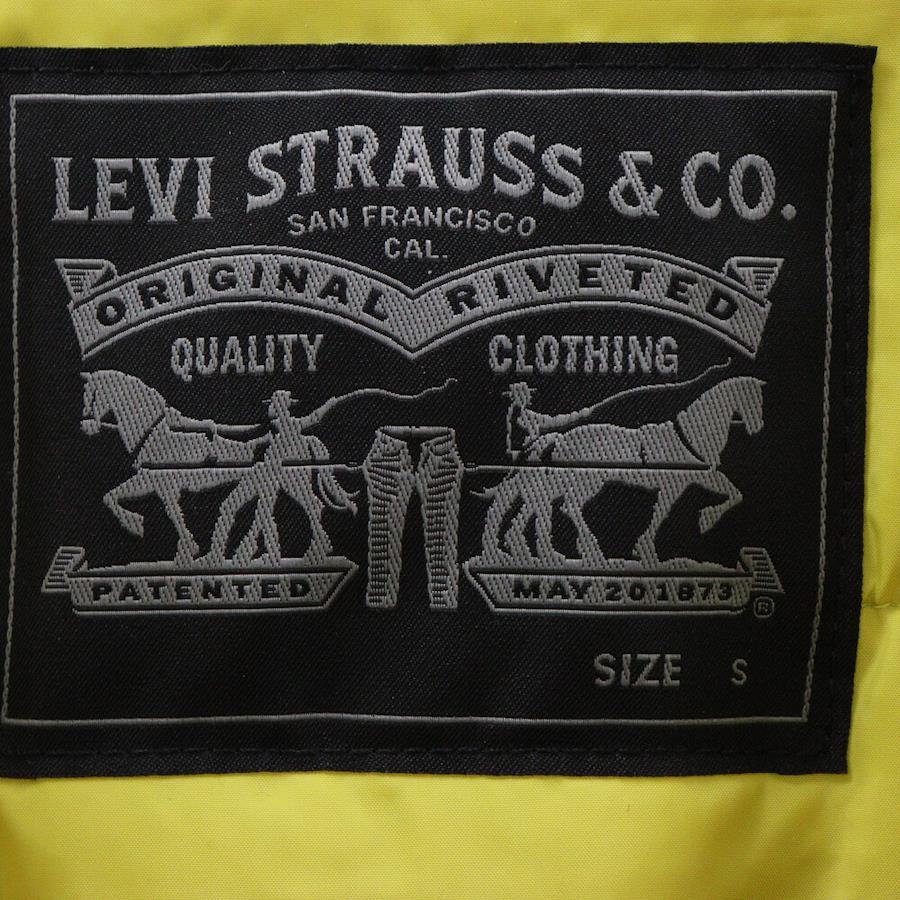 LEVI STRAUSS & CO.
SAN FRANCISCO
CAL.
ORIGINAL RIVETED
QUALITY CLOTHING
PATENTED MAY 20 1873
®
SIZE S